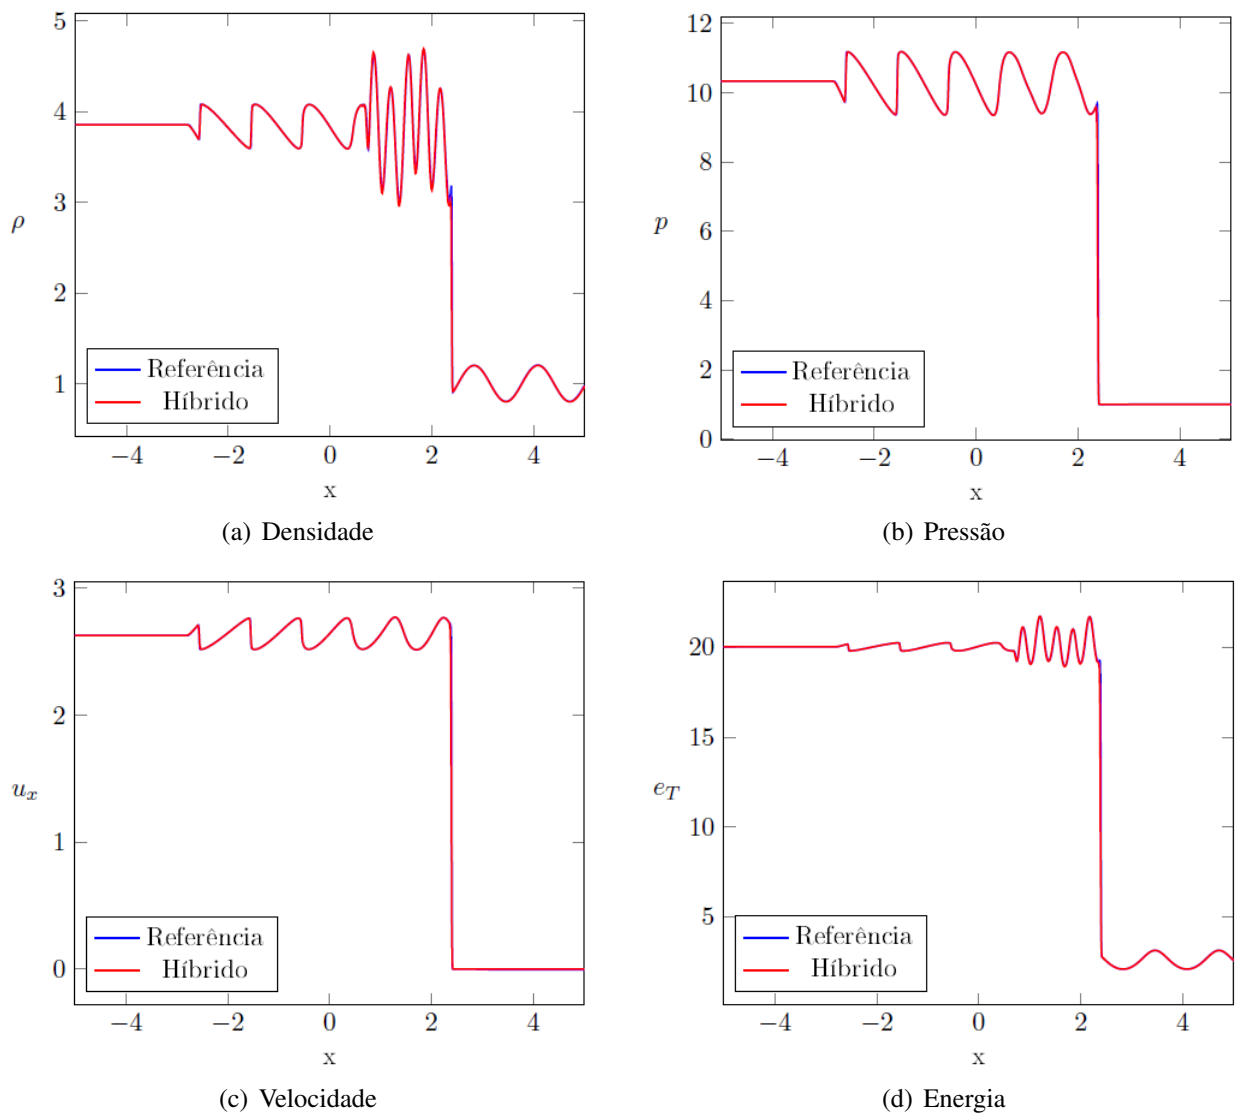 5
4
3
2
1
ρ
Referência
Híbrido
−4 −2 0 2 4
x
(a) Densidade
12
10
8
6
4
2
0
p
Referência
Híbrido
−4 −2 0 2 4
x
(b) Pressão
3
2
1
0
u_x
Referência
Híbrido
−4 −2 0 2 4
x
(c) Velocidade
20
15
10
5
e_T
Referência
Híbrido
−4 −2 0 2 4
x
(d) Energia